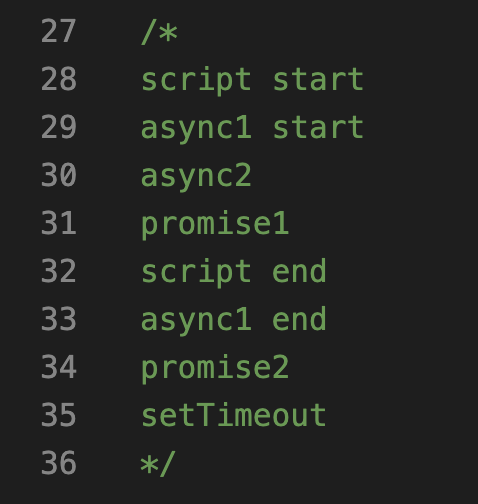 27 /*
28 script start
29 async1 start
30 async2
31 promise1
32 script end
33 async1 end
34 promise2
35 setTimeout
36 */